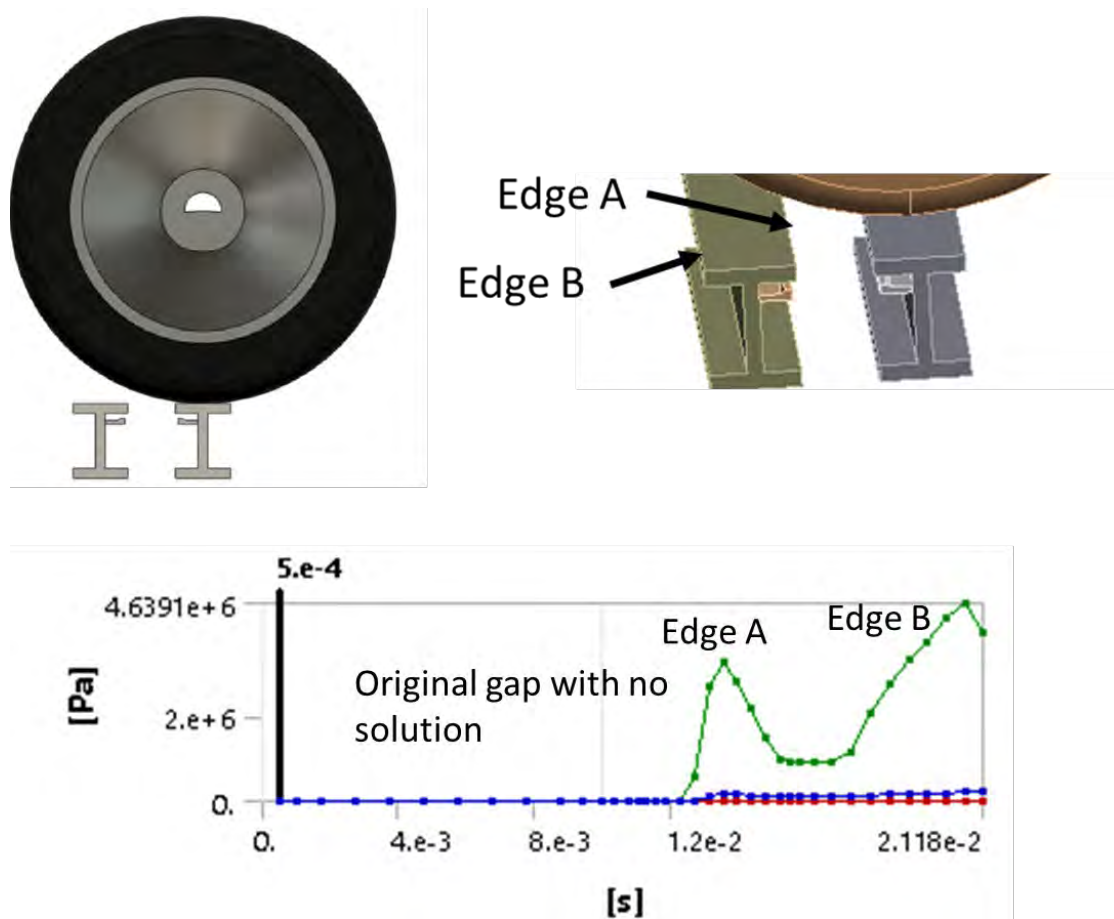 Edge A
Edge B
5.e-4
4.6391e+6
Edge A
Edge B
Original gap with no
solution
[Pa]
2.e+6
0.
0.
4.e-3
8.e-3
1.2e-2
2.118e-2
[s]